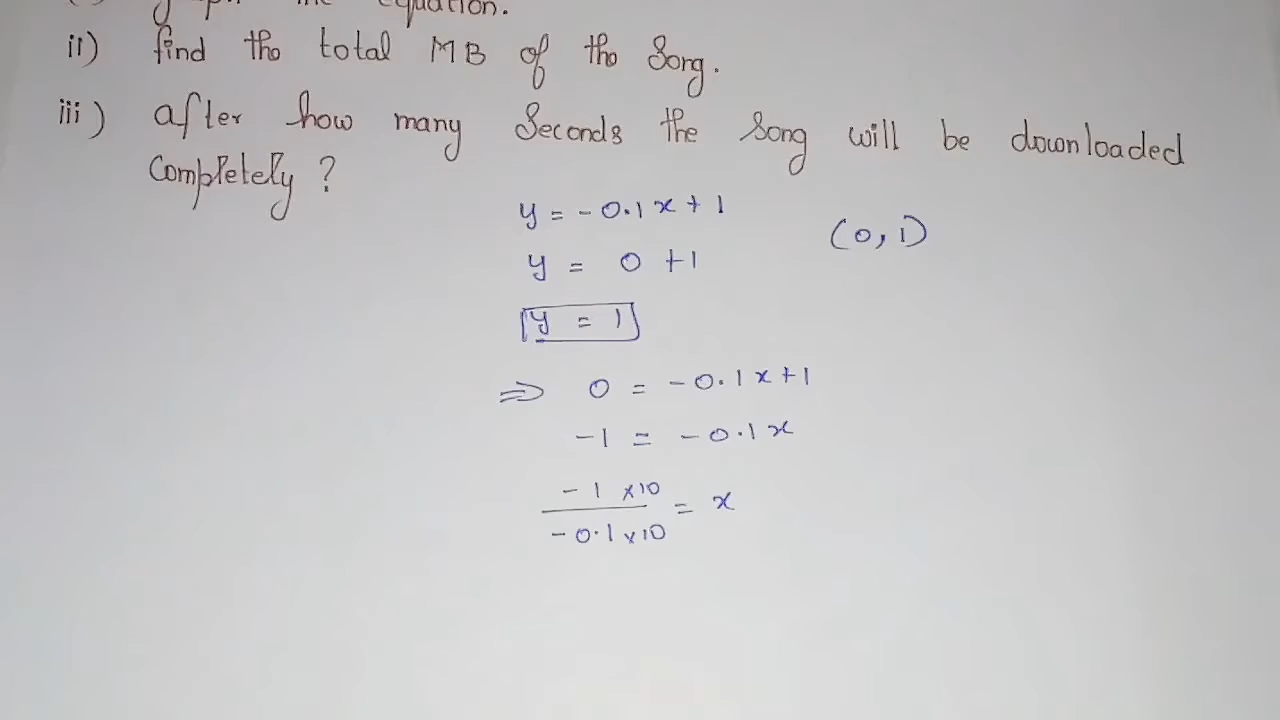 equation.
ii) find the total MB of the song.
iii) after how many seconds the song will be downloaded
completely ?
y = -0.1x + 1
(0,1)
y = 0 + 1
y = 1
⇒ 0 = -0.1x + 1
-1 = -0.1x
-1 x10 / -0.1 x10 = x